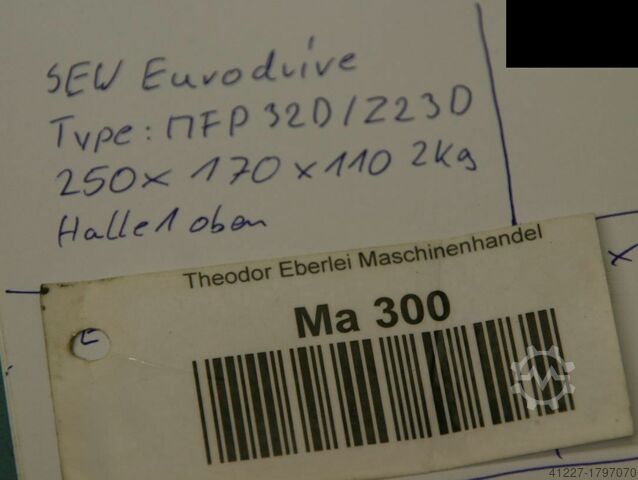 SEW Eurodrive
Type: MFP 32D/Z23D
250x 170 x 110 2kg
Halle 1 oben
x
Theodor Eberlei Maschinenhandel
Ma 300
41227-1797070